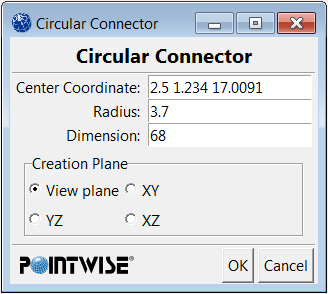 Circular Connector
Circular Connector
Center Coordinate: 2.5 1.234 17.0091
Radius: 3.7
Dimension: 68
Creation Plane
View plane XY
YZ XZ
POINTWISE® OK Cancel